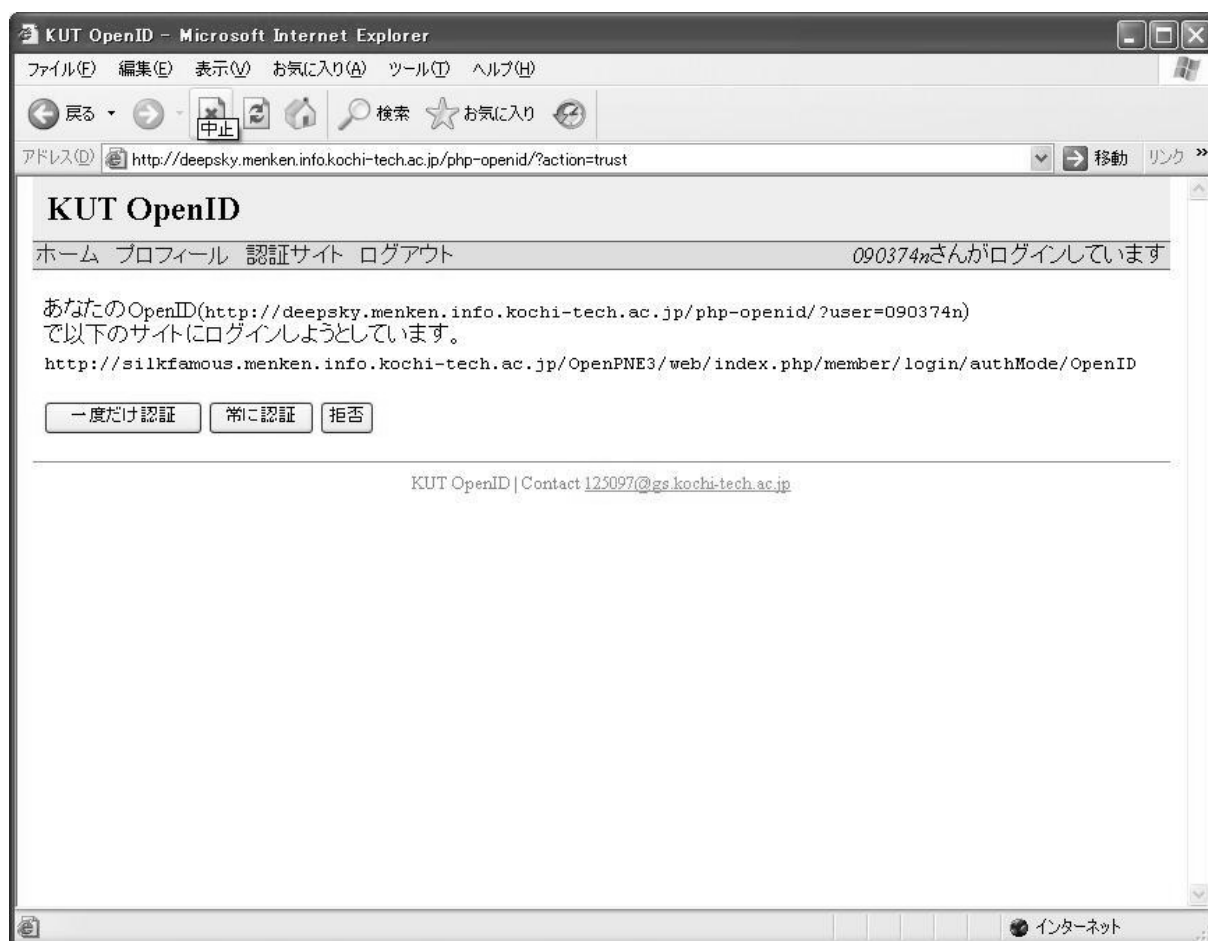 KUT OpenID - Microsoft Internet Explorer
ファイル(F) 編集(E) 表示(V) お気に入り(A) ツール(T) ヘルプ(H)
戻る 検索 お気に入り
中止
アドレス(D) http://deepsky.menken.info.kochi-tech.ac.jp/php-openid/?action=trust 移動 リンク »
KUT OpenID
ホーム プロフィール 認証サイト ログアウト 090374nさんがログインしています
あなたのOpenID(http://deepsky.menken.info.kochi-tech.ac.jp/php-openid/?user=090374n)
で以下のサイトにログインしようとしています。
http://silkfamous.menken.info.kochi-tech.ac.jp/OpenPNE3/web/index.php/member/login/authMode/OpenID
一度だけ認証 常に認証 拒否
KUT OpenID | Contact 125097@gs.kochi-tech.ac.jp
インターネット